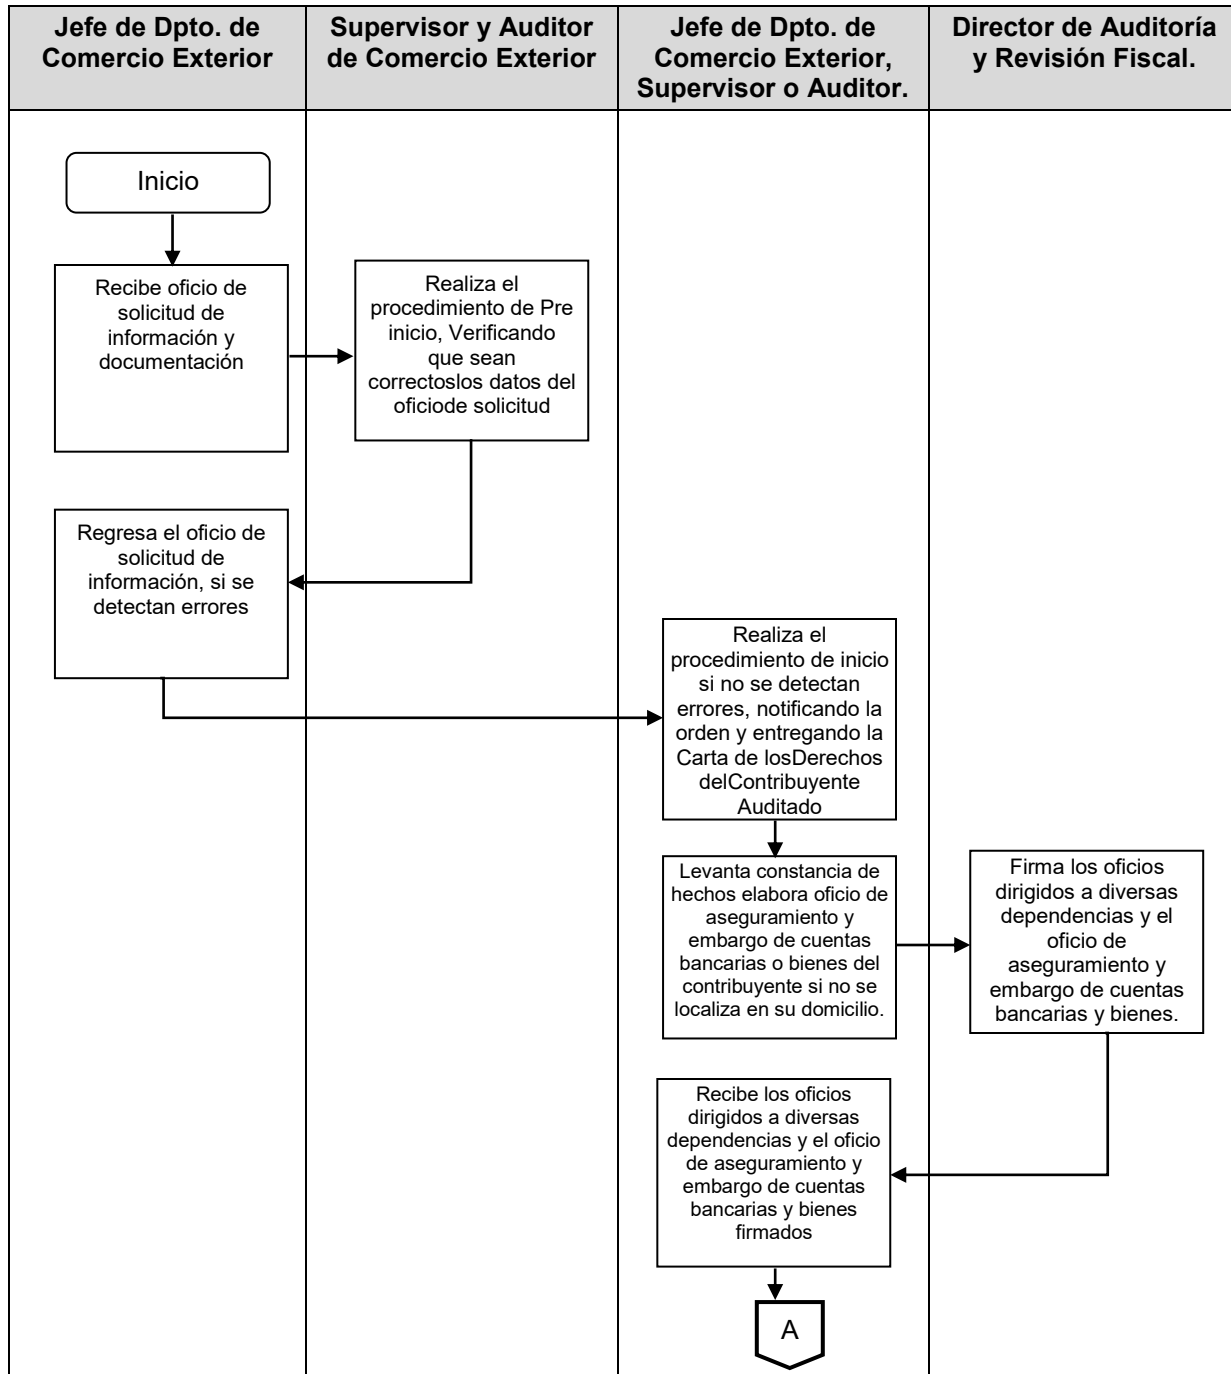 Jefe de Dpto. de
Comercio Exterior
Supervisor y Auditor
de Comercio Exterior
Jefe de Dpto. de
Comercio Exterior,
Supervisor o Auditor.
Director de Auditoría
y Revisión Fiscal.
Inicio
Recibe oficio de
solicitud de
información y
documentación
Realiza el
procedimiento de Pre
inicio, Verificando
que sean
correctoslos datos del
oficiode solicitud
Regresa el oficio de
solicitud de
información, si se
detectan errores
Realiza el
procedimiento de inicio
si no se detectan
errores, notificando la
orden y entregando la
Carta de losDerechos
delContribuyente
Auditado
Levanta constancia de
hechos elabora oficio de
aseguramiento y
embargo de cuentas
bancarias o bienes del
contribuyente si no se
localiza en su domicilio.
Firma los oficios
dirigidos a diversas
dependencias y el
oficio de
aseguramiento y
embargo de cuentas
bancarias y bienes.
Recibe los oficios
dirigidos a diversas
dependencias y el oficio
de aseguramiento y
embargo de cuentas
bancarias y bienes
firmados
A